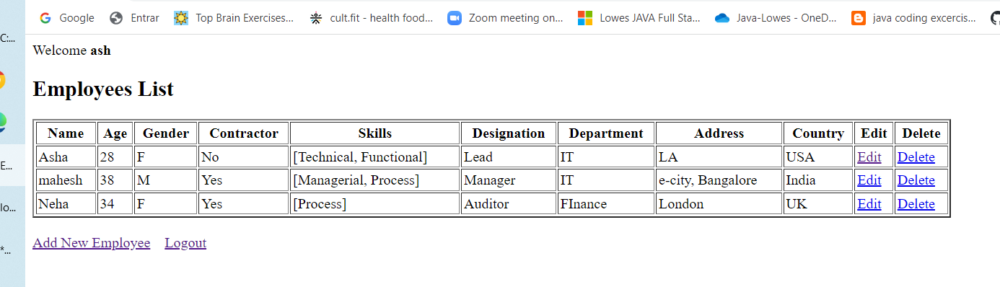 Google Entrar Top Brain Exercises... cult.fit - health food... Zoom meeting on... Lowes JAVA Full Sta... Java-Lowes - OneD... java coding excercis...
C:...
Welcome ash
Employees List
Name Age Gender Contractor Skills Designation Department Address Country Edit Delete
Asha 28 F No [Technical, Functional] Lead IT LA USA Edit Delete
E...
mahesh 38 M Yes [Managerial, Process] Manager IT e-city, Bangalore India Edit Delete
Neha 34 F Yes [Process] Auditor FInance London UK Edit Delete
lo...
Add New Employee Logout
*...